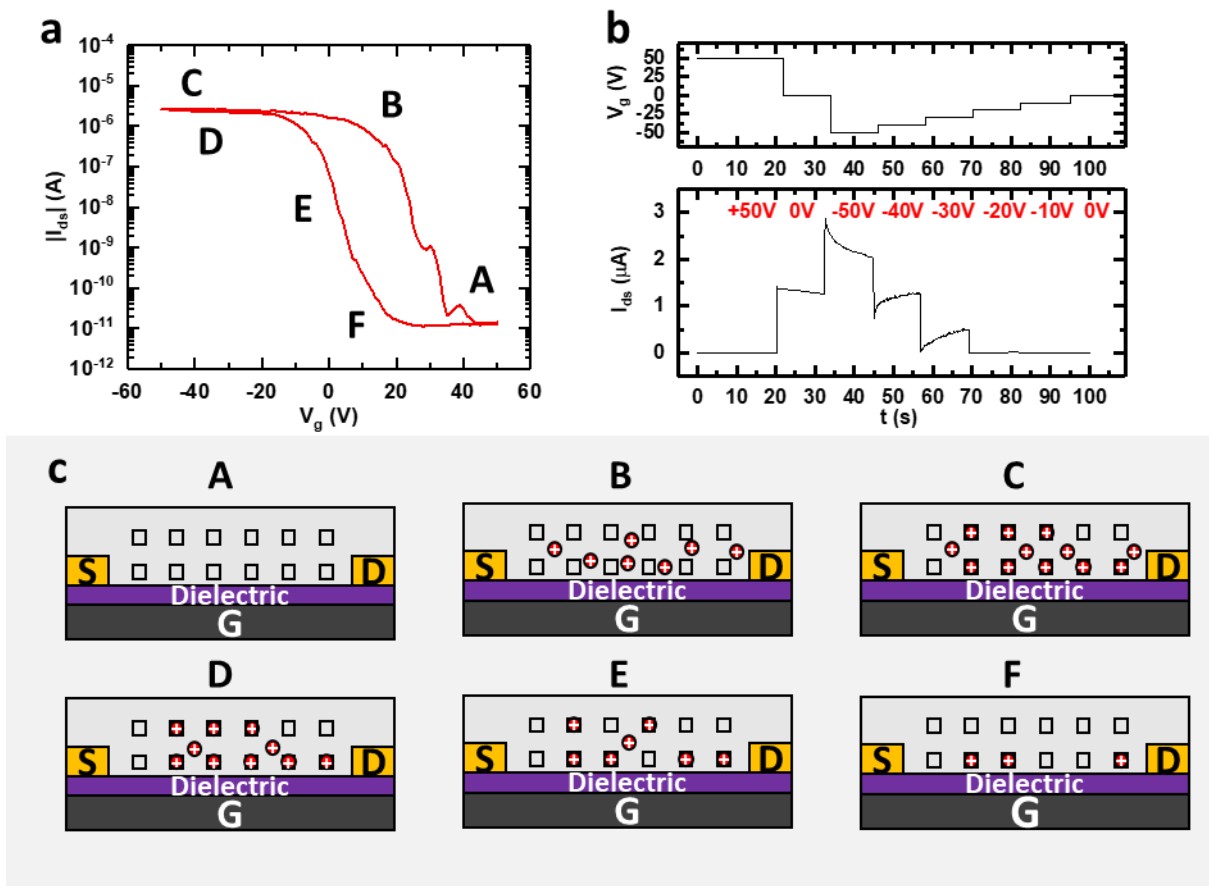 a
10⁻⁴
10⁻⁵
10⁻⁶
10⁻⁷
10⁻⁸
10⁻⁹
10⁻¹⁰
10⁻¹¹
10⁻¹²
|I_ds| (A)
C
B
D
E
A
F
-60 -40 -20 0 20 40 60
V_g (V)
b
50
25
0
-25
-50
V_g (V)
0 10 20 30 40 50 60 70 80 90 100
3
2
1
0
I_ds (μA)
+50V 0V -50V -40V -30V -20V -10V 0V
0 10 20 30 40 50 60 70 80 90 100
t (s)
c
A
S D
Dielectric
G
B
S D
Dielectric
G
C
S D
Dielectric
G
D
S D
Dielectric
G
E
S D
Dielectric
G
F
S D
Dielectric
G